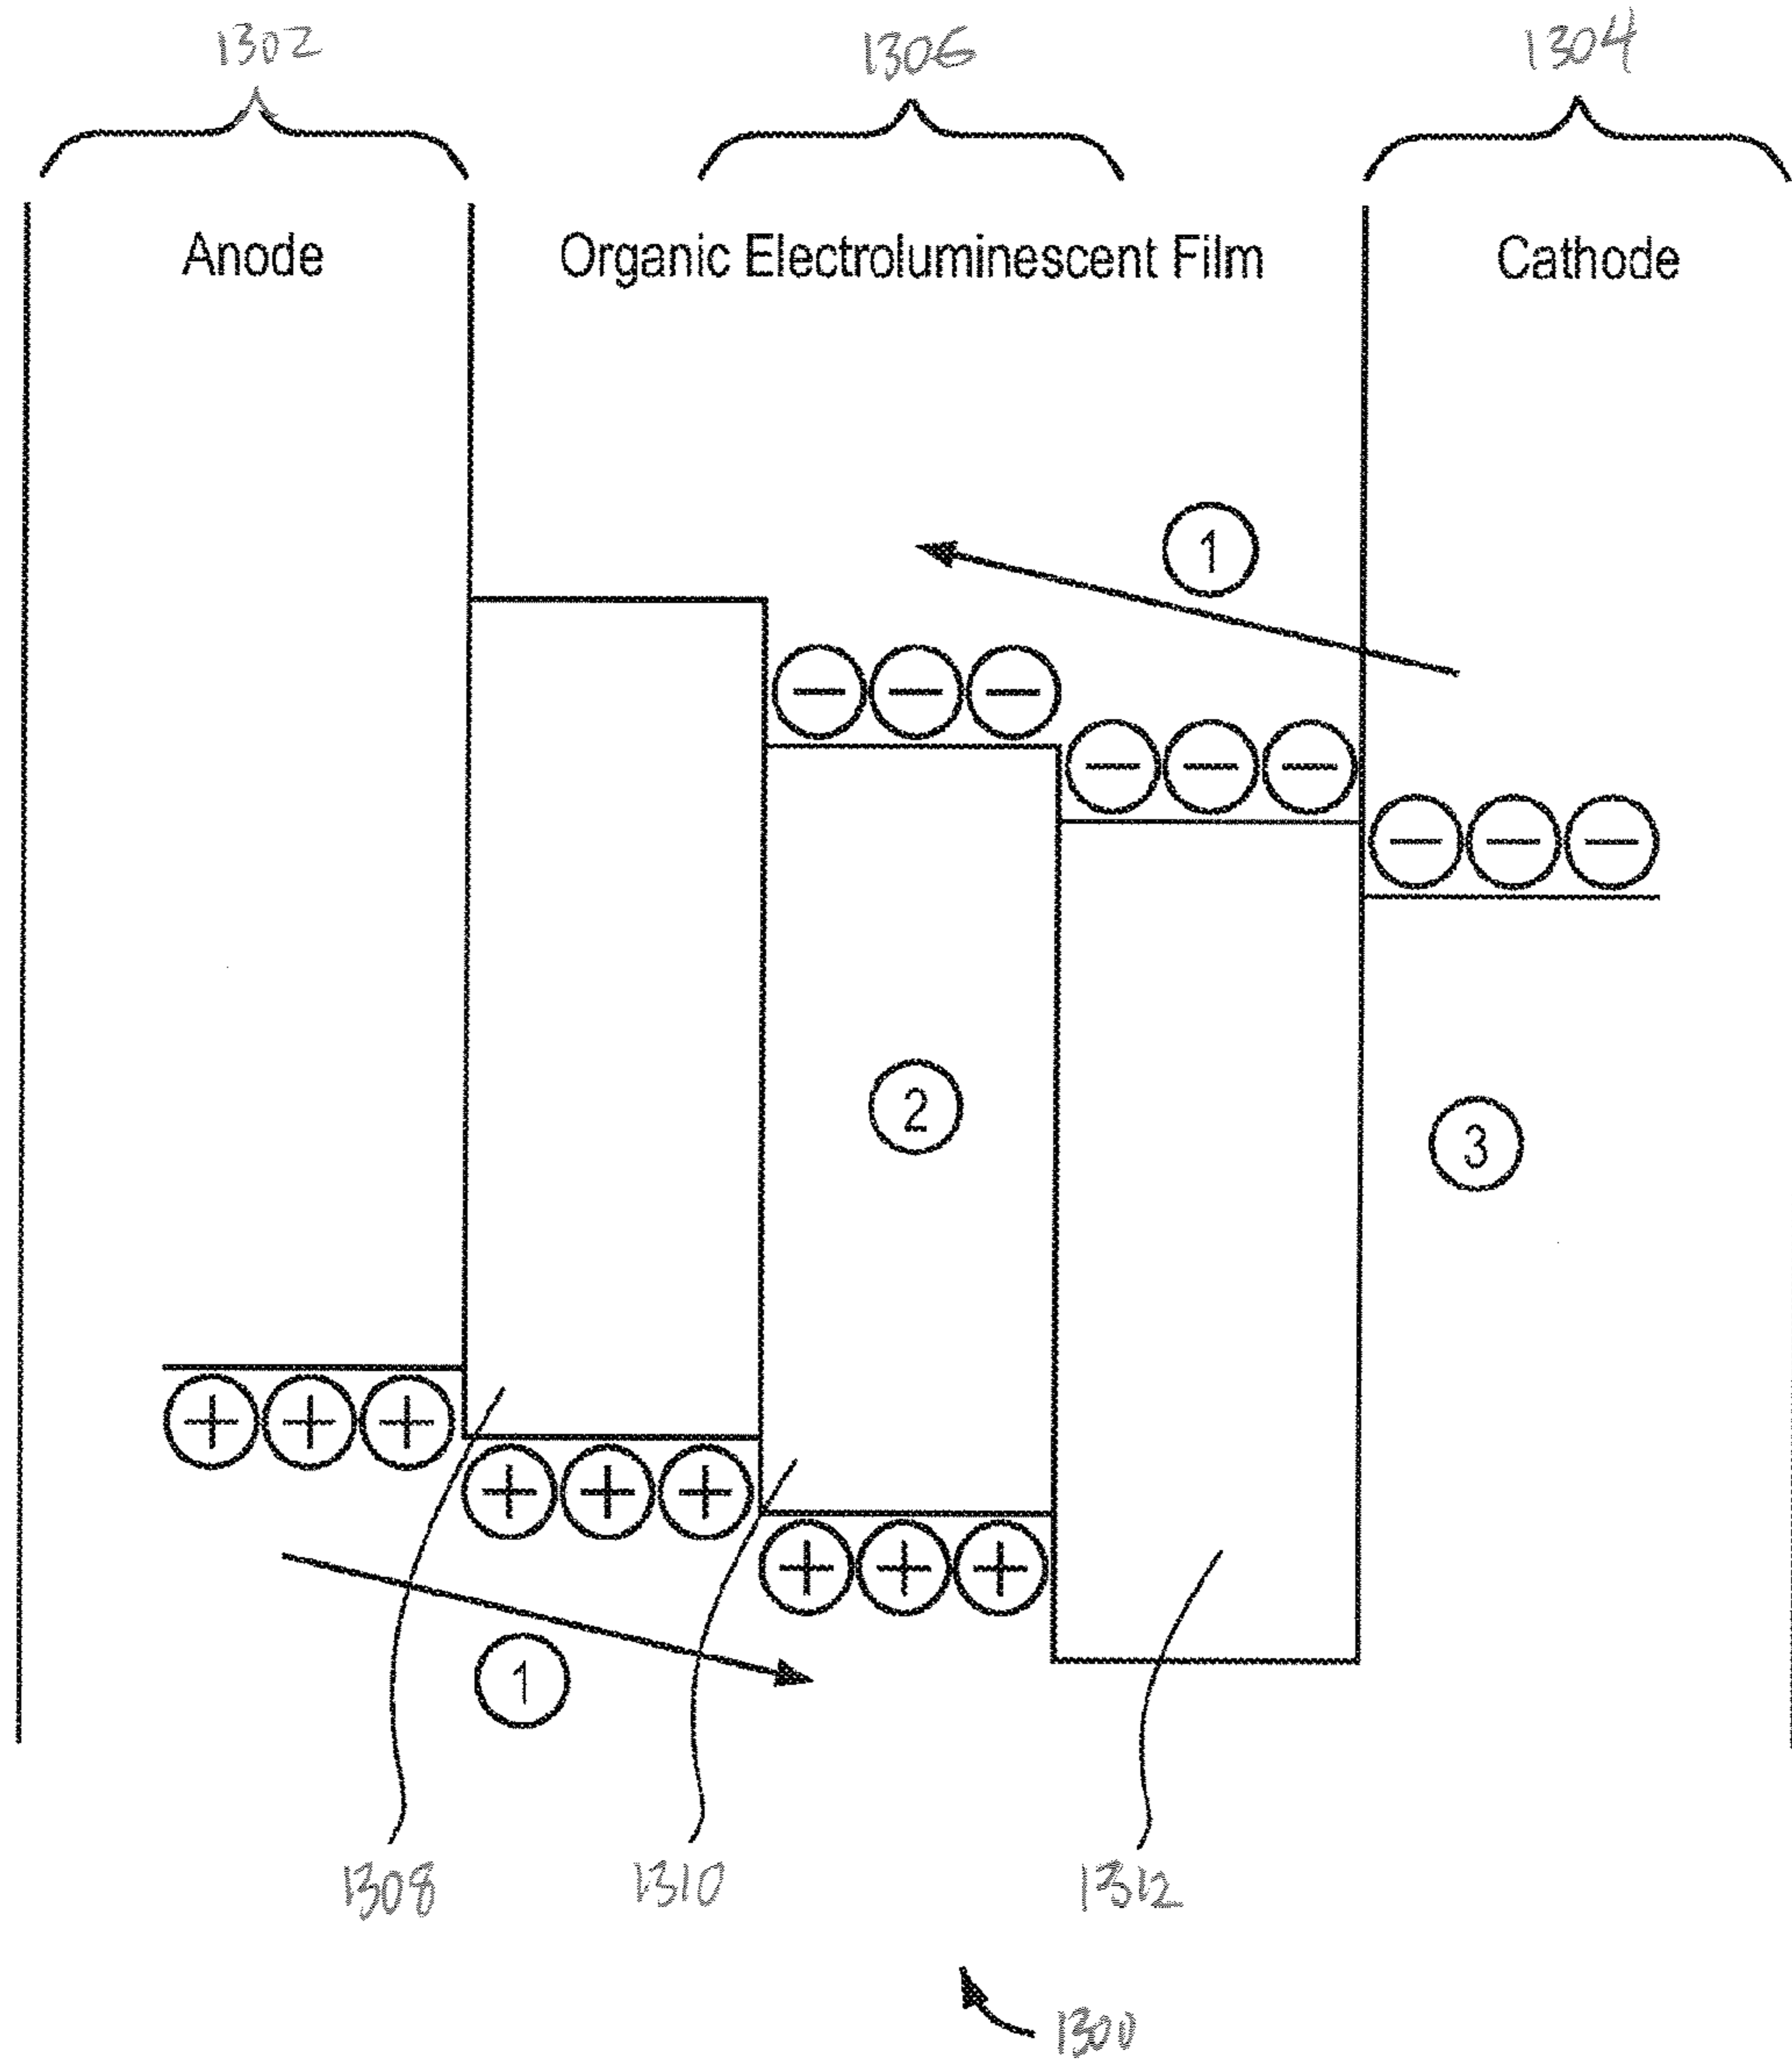 1302 1306 1304
Anode Organic Electroluminescent Film Cathode
1
− − −
− − −
− − −
2
3
+ + +
+ + +
+ + +
1
1308 1310 1312
1300